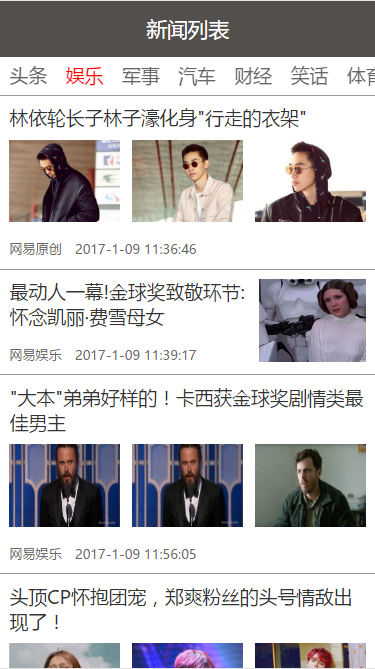 新闻列表
头条 娱乐 军事 汽车 财经 笑话 体育
林依轮长子林子濠化身"行走的衣架"
网易原创 2017-1-09 11:36:46
最动人一幕!金球奖致敬环节:
怀念凯丽·费雪母女
网易娱乐 2017-1-09 11:39:17
"大本"弟弟好样的！卡西获金球奖剧情类最
佳男主
网易娱乐 2017-1-09 11:56:05
头顶CP怀抱团宠，郑爽粉丝的头号情敌出
现了！